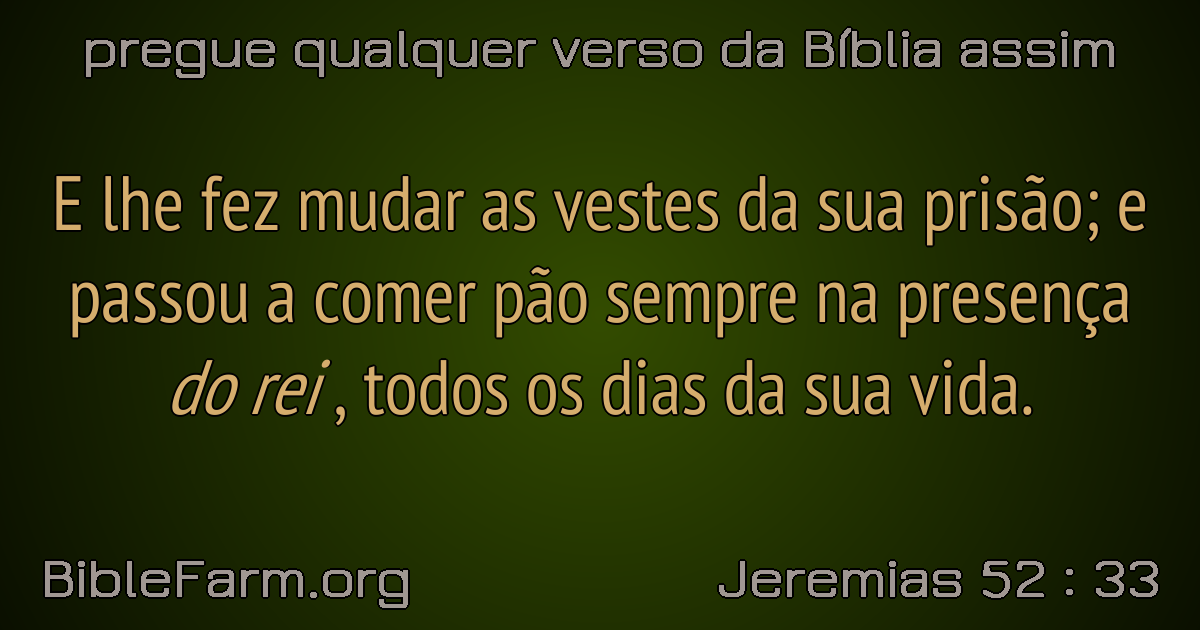 pregue qualquer verso da Bíblia assim
E lhe fez mudar as vestes da sua prisão; e
passou a comer pão sempre na presença
do rei , todos os dias da sua vida.
BibleFarm.org
Jeremias 52 : 33